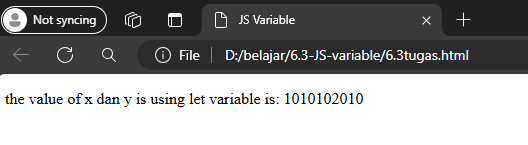 Not syncing
JS Variable
File
D:/belajar/6.3-JS-variable/6.3tugas.html
the value of x dan y is using let variable is: 1010102010